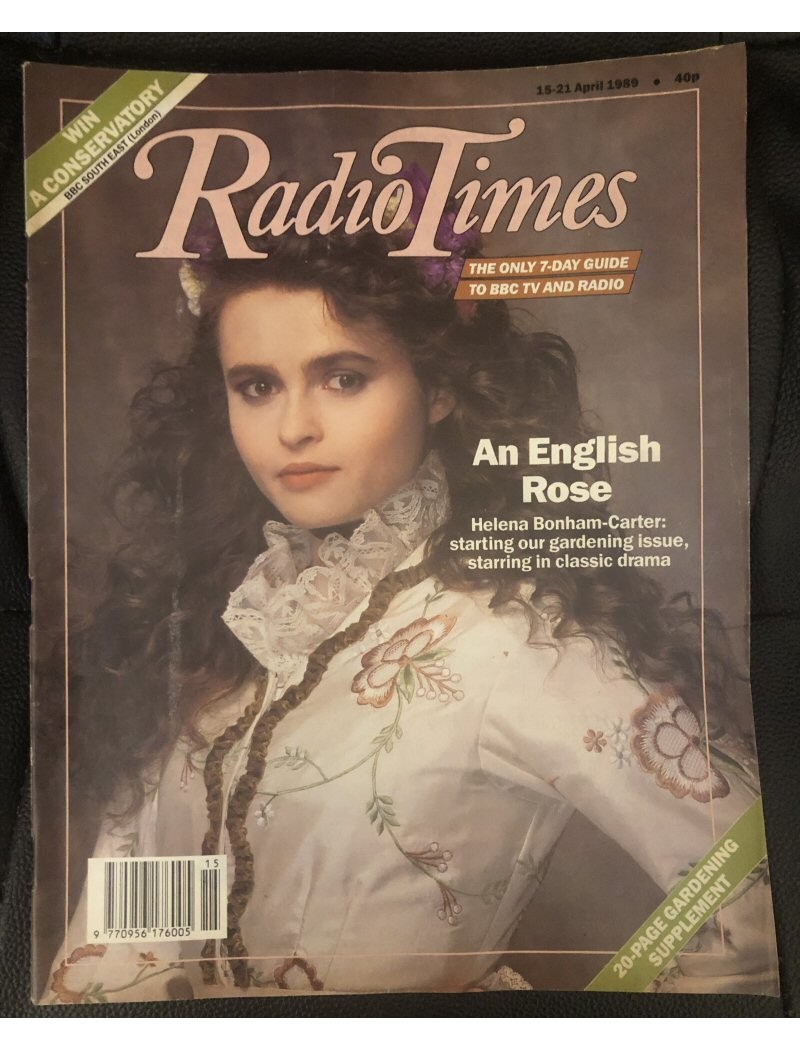 WIN
A CONSERVATORY
BBC SOUTH EAST (London)
15-21 April 1989 • 40p
RadioTimes
THE ONLY 7-DAY GUIDE
TO BBC TV AND RADIO
An English
Rose
Helena Bonham-Carter:
starting our gardening issue,
starring in classic drama
15
9 770956 176005
20-PAGE GARDENING
SUPPLEMENT